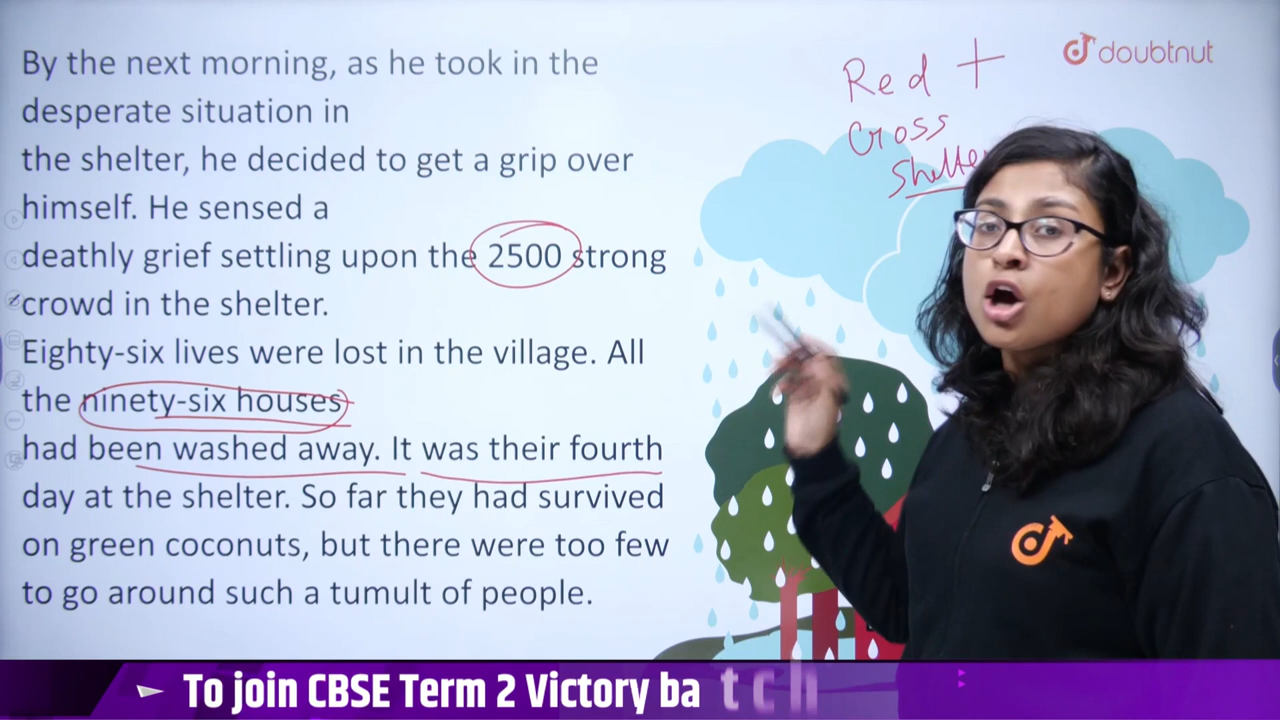 By the next morning, as he took in the
desperate situation in
the shelter, he decided to get a grip over
himself. He sensed a
deathly grief settling upon the 2500 strong
crowd in the shelter.
Eighty-six lives were lost in the village. All
the ninety-six houses
had been washed away. It was their fourth
day at the shelter. So far they had survived
on green coconuts, but there were too few
to go around such a tumult of people.
Red +
Cross
Shelte
doubtnut
To join CBSE Term 2 Victory batch